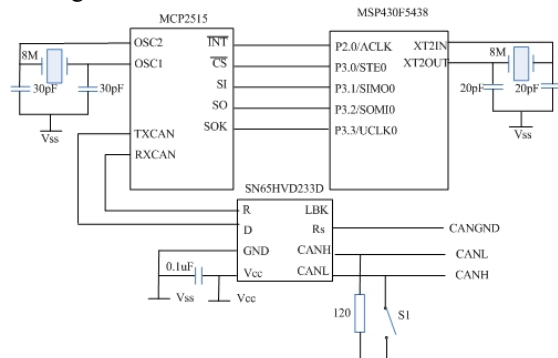 MCP2515
MSP430F5438
OSC2
INT
P2.0/ACLK
XT2IN
8M
OSC1
CS
P3.0/STE0
XT2OUT
8M
30pF
30pF
SI
P3.1/SIMO0
20pF
20pF
SO
P3.2/SOMI0
Vss
TXCAN
SOK
P3.3/UCLK0
Vss
RXCAN
SN65HVD233D
R
LBK
D
Rs
CANGND
GND
CANH
CANL
0.1uF
Vcc
CANL
CANH
Vss
Vcc
120
S1